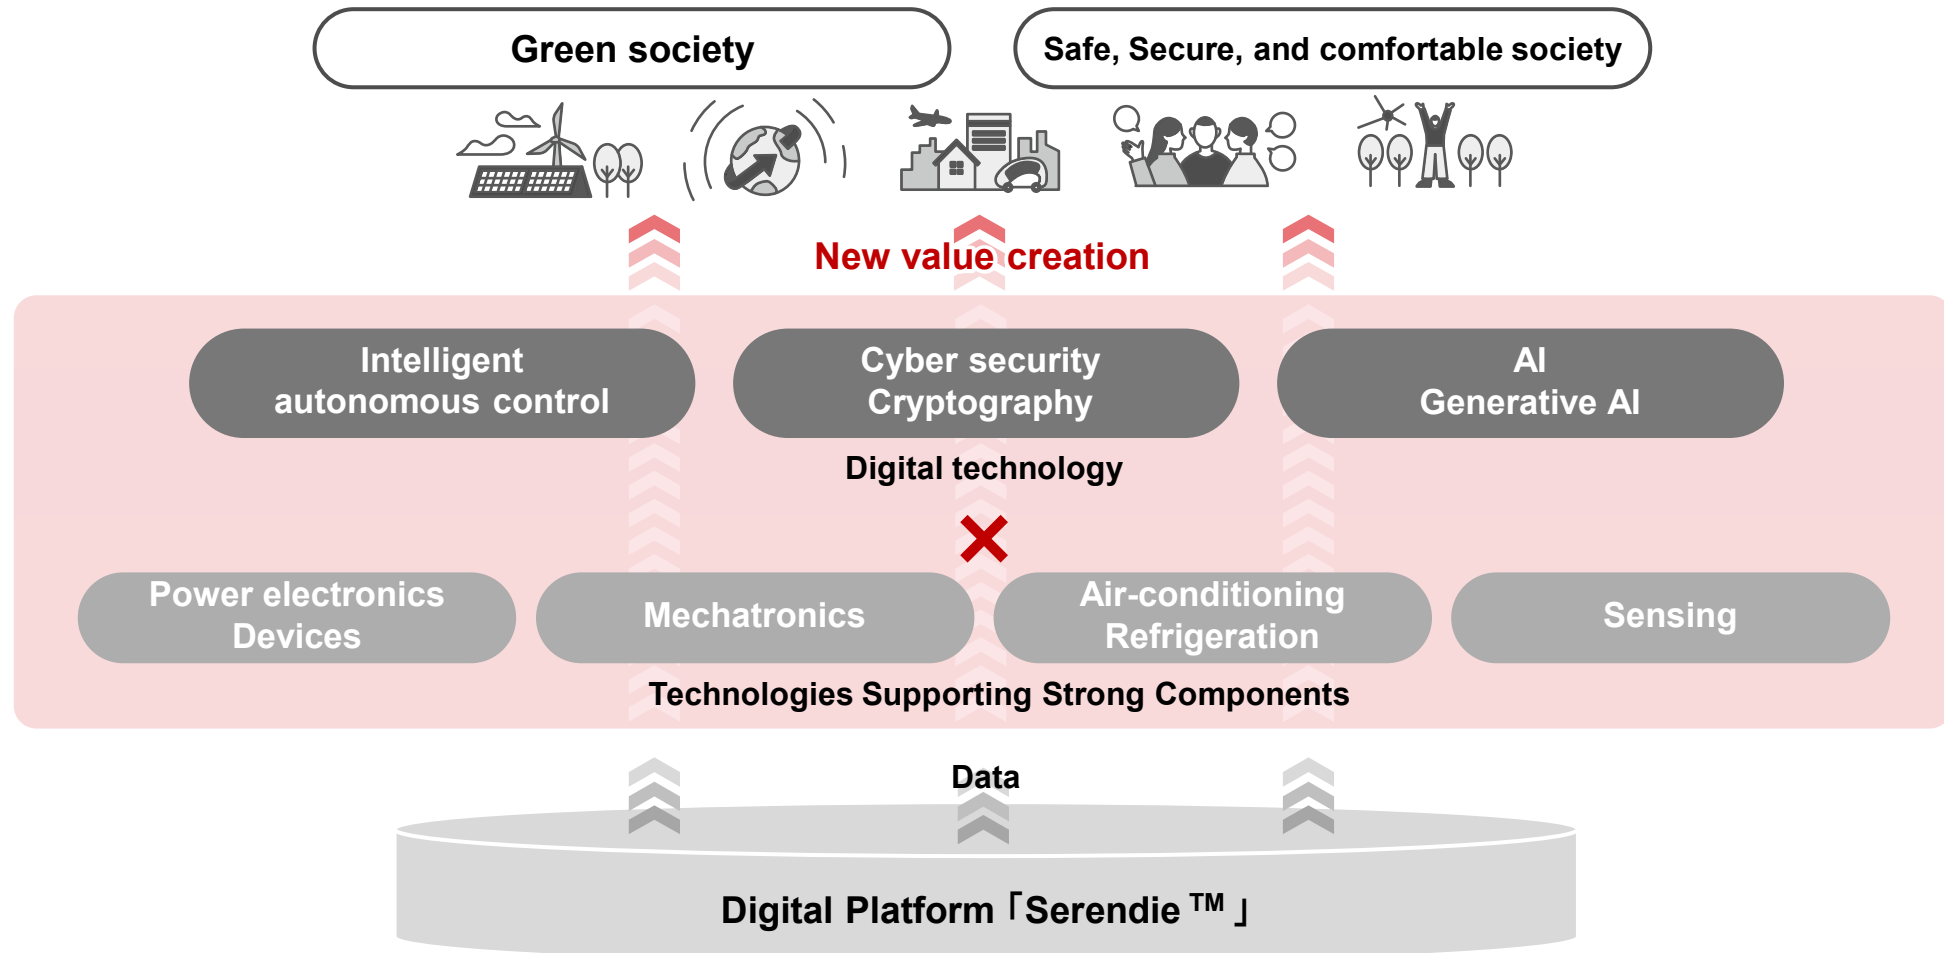 Green society
Safe, Secure, and comfortable society
New value creation
Intelligent
autonomous control
Cyber security
Cryptography
AI
Generative AI
Digital technology
×
Power electronics
Devices
Mechatronics
Air-conditioning
Refrigeration
Sensing
Technologies Supporting Strong Components
Data
Digital Platform「Serendie™」